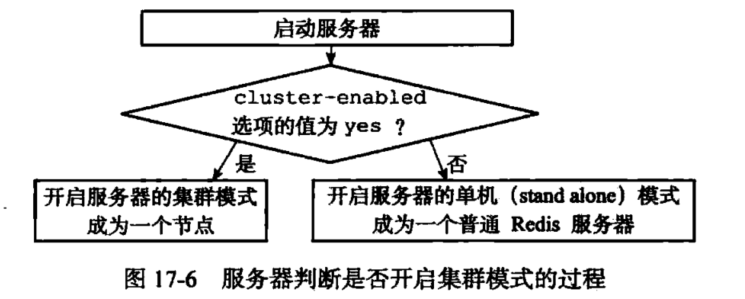 启动服务器
cluster-enabled
选项的值为 yes ？
是
否
开启服务器的集群模式
成为一个节点
开启服务器的单机（stand alone）模式
成为一个普通 Redis 服务器
图 17-6 服务器判断是否开启集群模式的过程